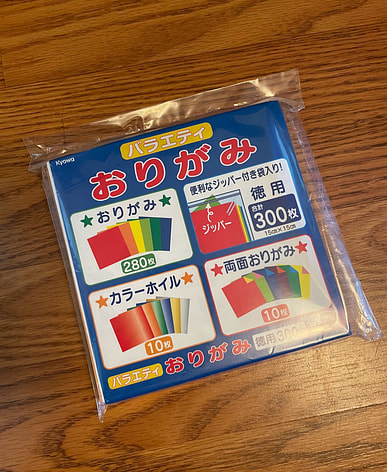 Kyowa
バラエティ
おりがみ
★おりがみ★
280枚
便利なジッパー付き袋入り!
ジッパー
徳用
合計
300枚
15cm×15cm
★カラーホイル★
10枚
★両面おりがみ★
10枚
バラエティ おりがみ 徳用300